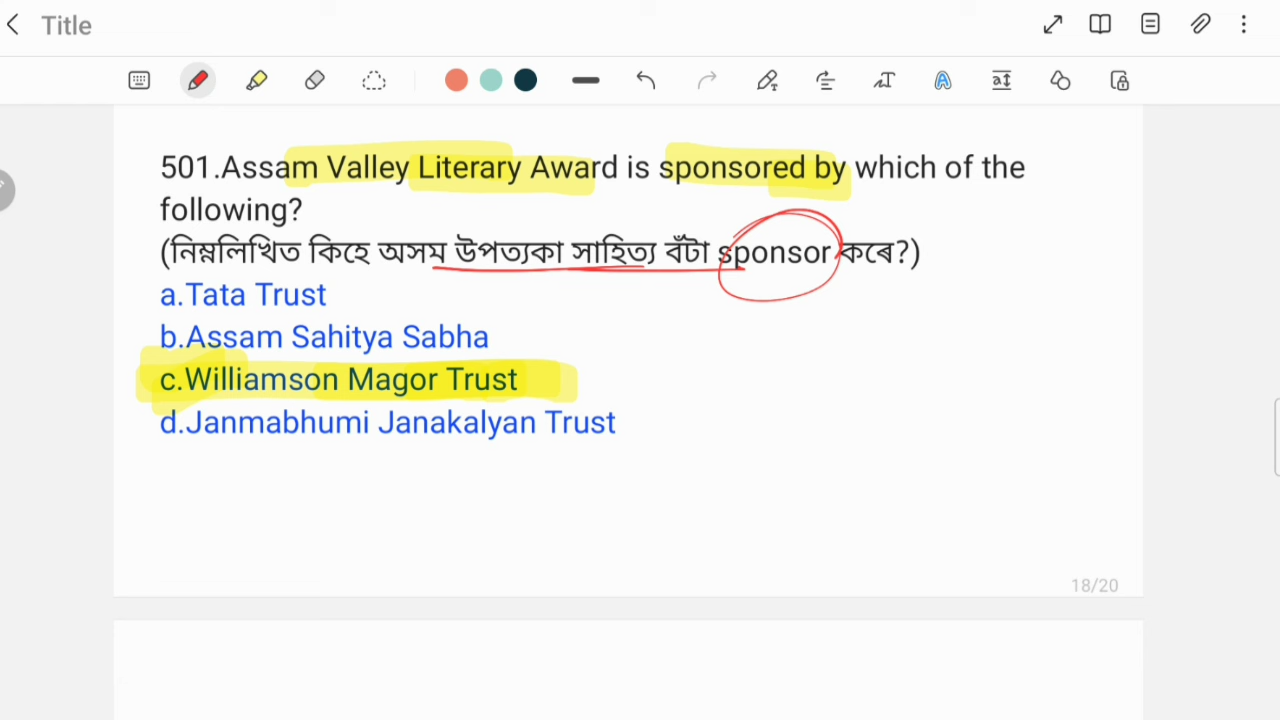 Title
501.Assam Valley Literary Award is sponsored by which of the
following?
(নিম্নলিখিত কিহে অসম উপত্যকা সাহিত্য বঁটা sponsor কৰে?)
a.Tata Trust
b.Assam Sahitya Sabha
c.Williamson Magor Trust
d.Janmabhumi Janakalyan Trust
18/20